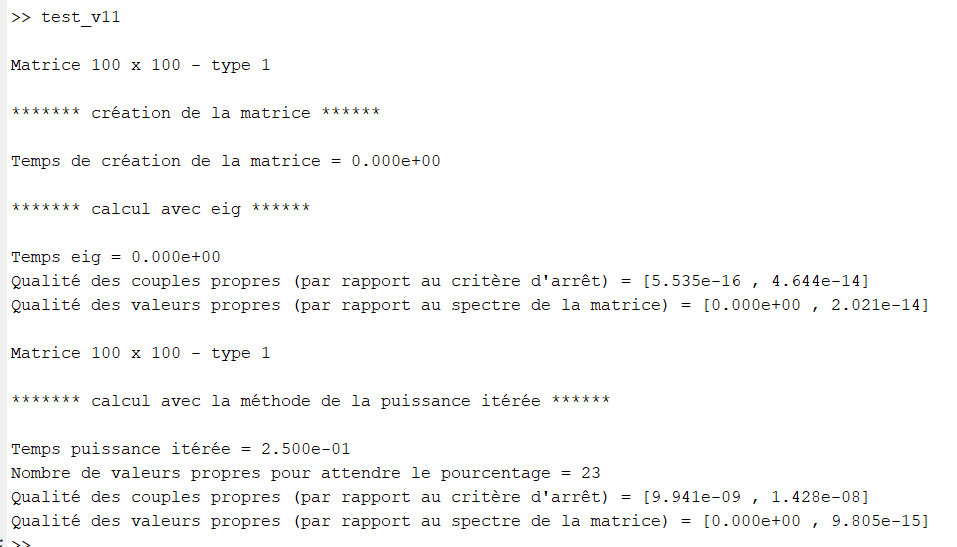 >> test_v11
Matrice 100 x 100 - type 1
******* création de la matrice ******
Temps de création de la matrice = 0.000e+00
******* calcul avec eig ******
Temps eig = 0.000e+00
Qualité des couples propres (par rapport au critère d'arrêt) = [5.535e-16 , 4.644e-14]
Qualité des valeurs propres (par rapport au spectre de la matrice) = [0.000e+00 , 2.021e-14]
Matrice 100 x 100 - type 1
******* calcul avec la méthode de la puissance itérée ******
Temps puissance itérée = 2.500e-01
Nombre de valeurs propres pour attendre le pourcentage = 23
Qualité des couples propres (par rapport au critère d'arrêt) = [9.941e-09 , 1.428e-08]
Qualité des valeurs propres (par rapport au spectre de la matrice) = [0.000e+00 , 9.805e-15]
>>